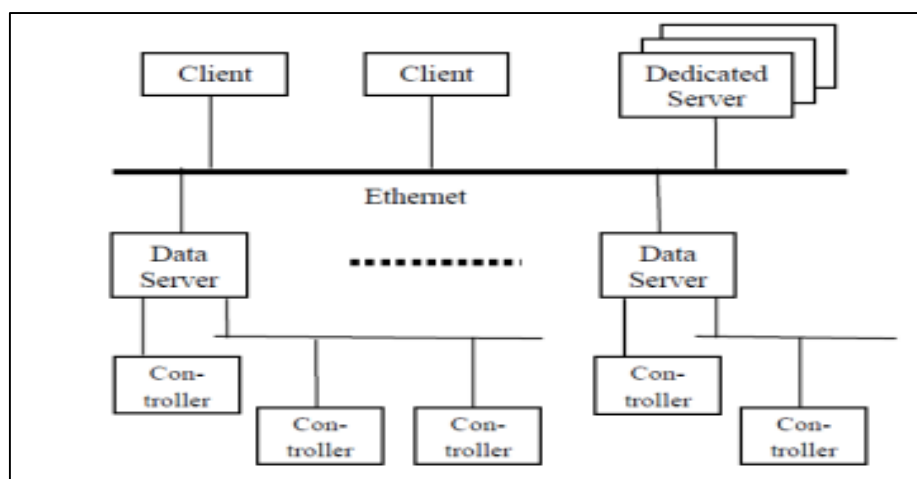 Client
Client
Dedicated
Server
Ethernet
Data
Server
Data
Server
Con-
troller
Con-
troller
Con-
troller
Con-
troller
Con-
troller